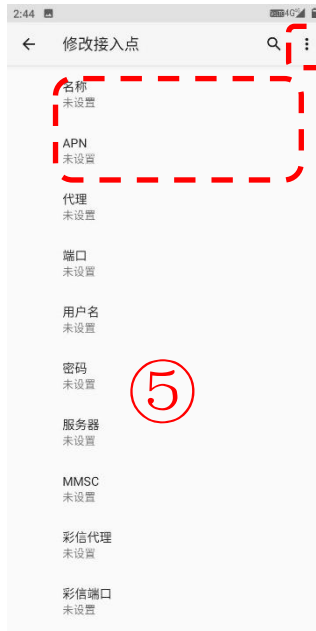 2:44
4G
修改接入点
名称
未设置
APN
未设置
代理
未设置
端口
未设置
用户名
未设置
密码
未设置
⑤
服务器
未设置
MMSC
未设置
彩信代理
未设置
彩信端口
未设置